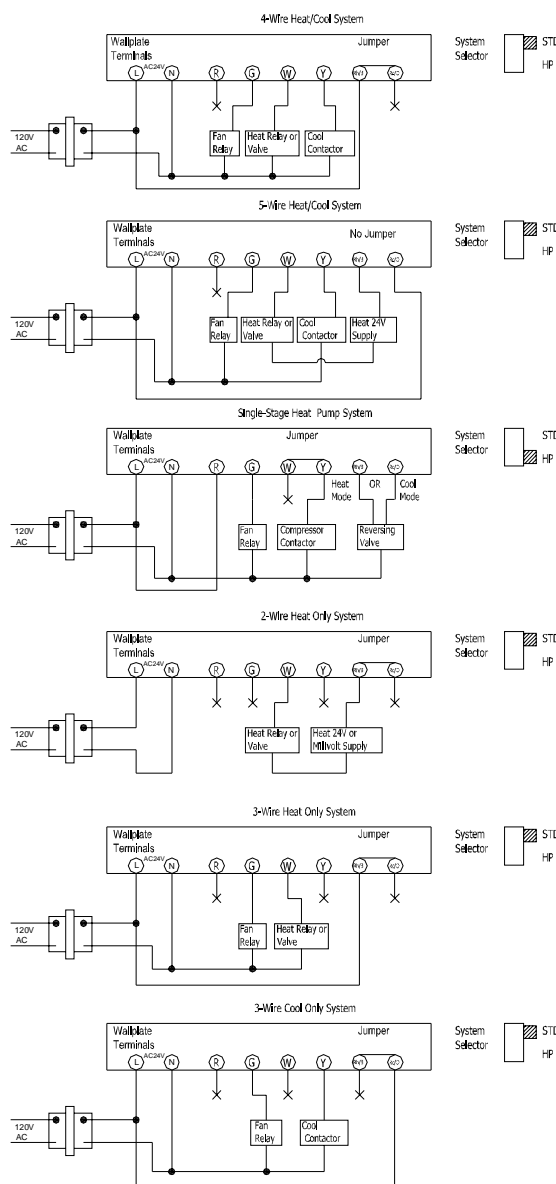 4-Wire Heat/Cool System
Wallplate Terminals Jumper System Selector STD
AC24V HP
L N R G W Y R/5/B O/C
120V AC
Fan Relay Heat Relay or Valve Cool Contactor
5-Wire Heat/Cool System
Wallplate Terminals No Jumper System Selector STD
AC24V HP
L N R G W Y
120V AC
Fan Relay Heat Relay or Valve Cool Contactor Heat 24V Supply
Single-Stage Heat Pump System
Wallplate Terminals Jumper System Selector STD
AC24V HP
L N R G W Y
Heat Mode OR Cool Mode
120V AC
Fan Relay Compressor Contactor Reversing Valve
2-Wire Heat Only System
Wallplate Terminals Jumper System Selector STD
AC24V HP
L N R G W Y
120V AC
Heat Relay or Valve Heat 24V or Millivolt Supply
3-Wire Heat Only System
Wallplate Terminals Jumper System Selector STD
AC24V HP
L N R G W Y
120V AC
Fan Relay Heat Relay or Valve
3-Wire Cool Only System
Wallplate Terminals Jumper System Selector STD
AC24V HP
L N R G W Y
120V AC
Fan Relay Cool Contactor